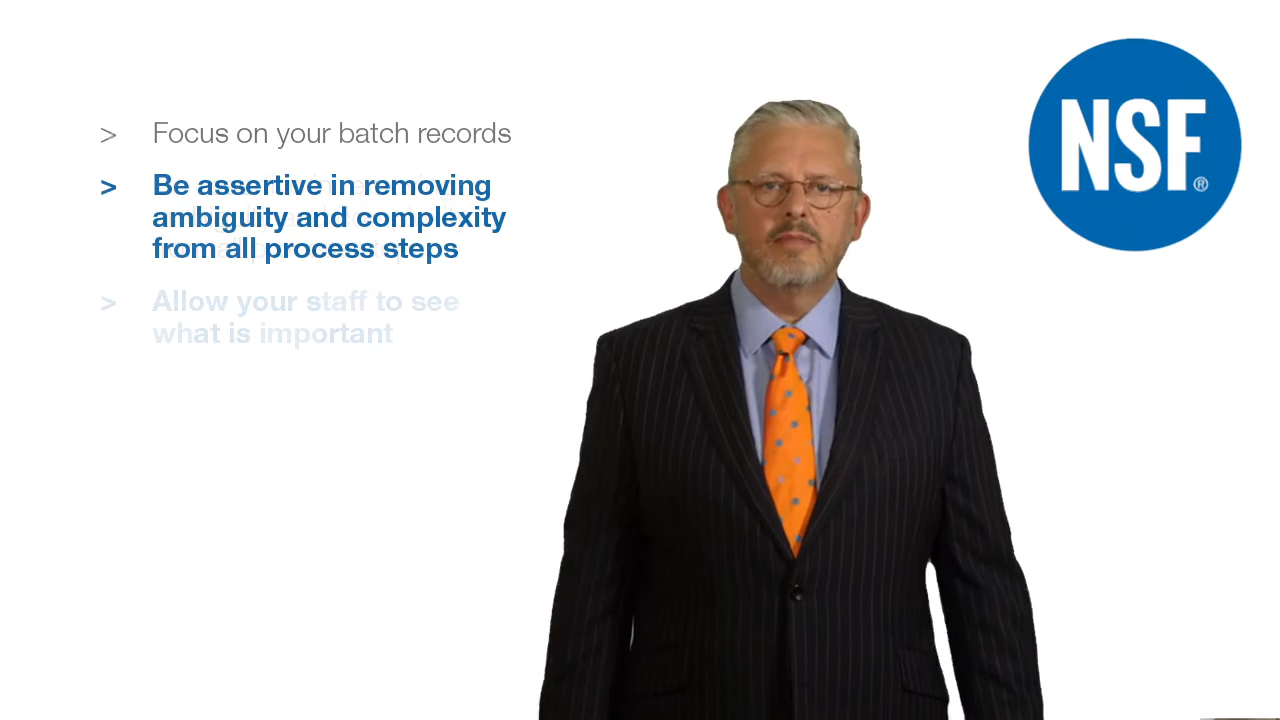 > Focus on your batch records
> Be assertive in removing
ambiguity and complexity
from all process steps
> Allow your staff to see
what is important
NSF®